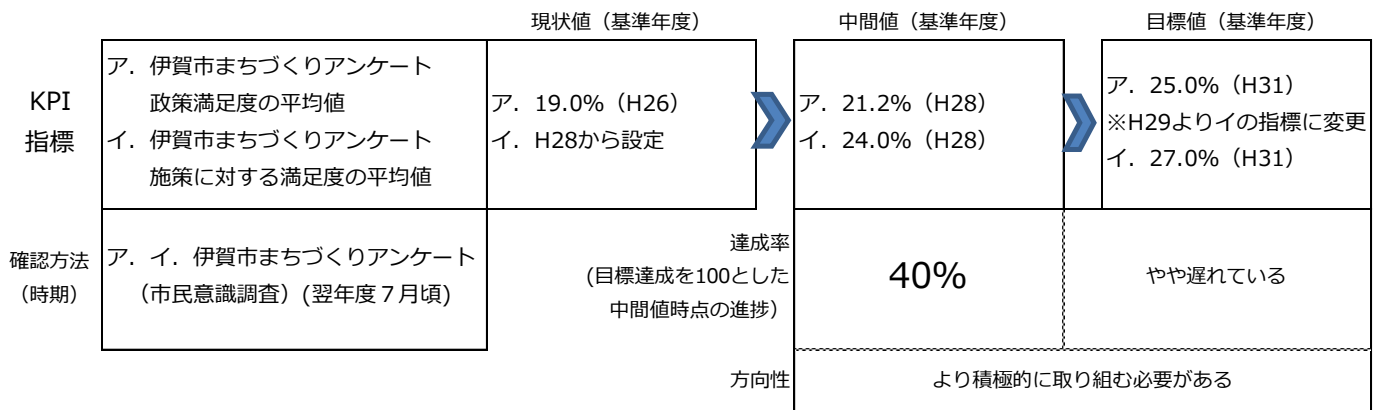 現状値（基準年度）
中間値（基準年度）
目標値（基準年度）
KPI
指標
ア．伊賀市まちづくりアンケート
政策満足度の平均値
イ．伊賀市まちづくりアンケート
施策に対する満足度の平均値
ア．19.0%（H26）
イ．H28から設定
ア．21.2%（H28）
イ．24.0%（H28）
ア．25.0%（H31）
※H29よりイの指標に変更
イ．27.0%（H31）
確認方法
（時期）
ア．イ．伊賀市まちづくりアンケート
（市民意識調査）(翌年度７月頃)
達成率
(目標達成を100とした
中間値時点の進捗）
40%
やや遅れている
方向性
より積極的に取り組む必要がある